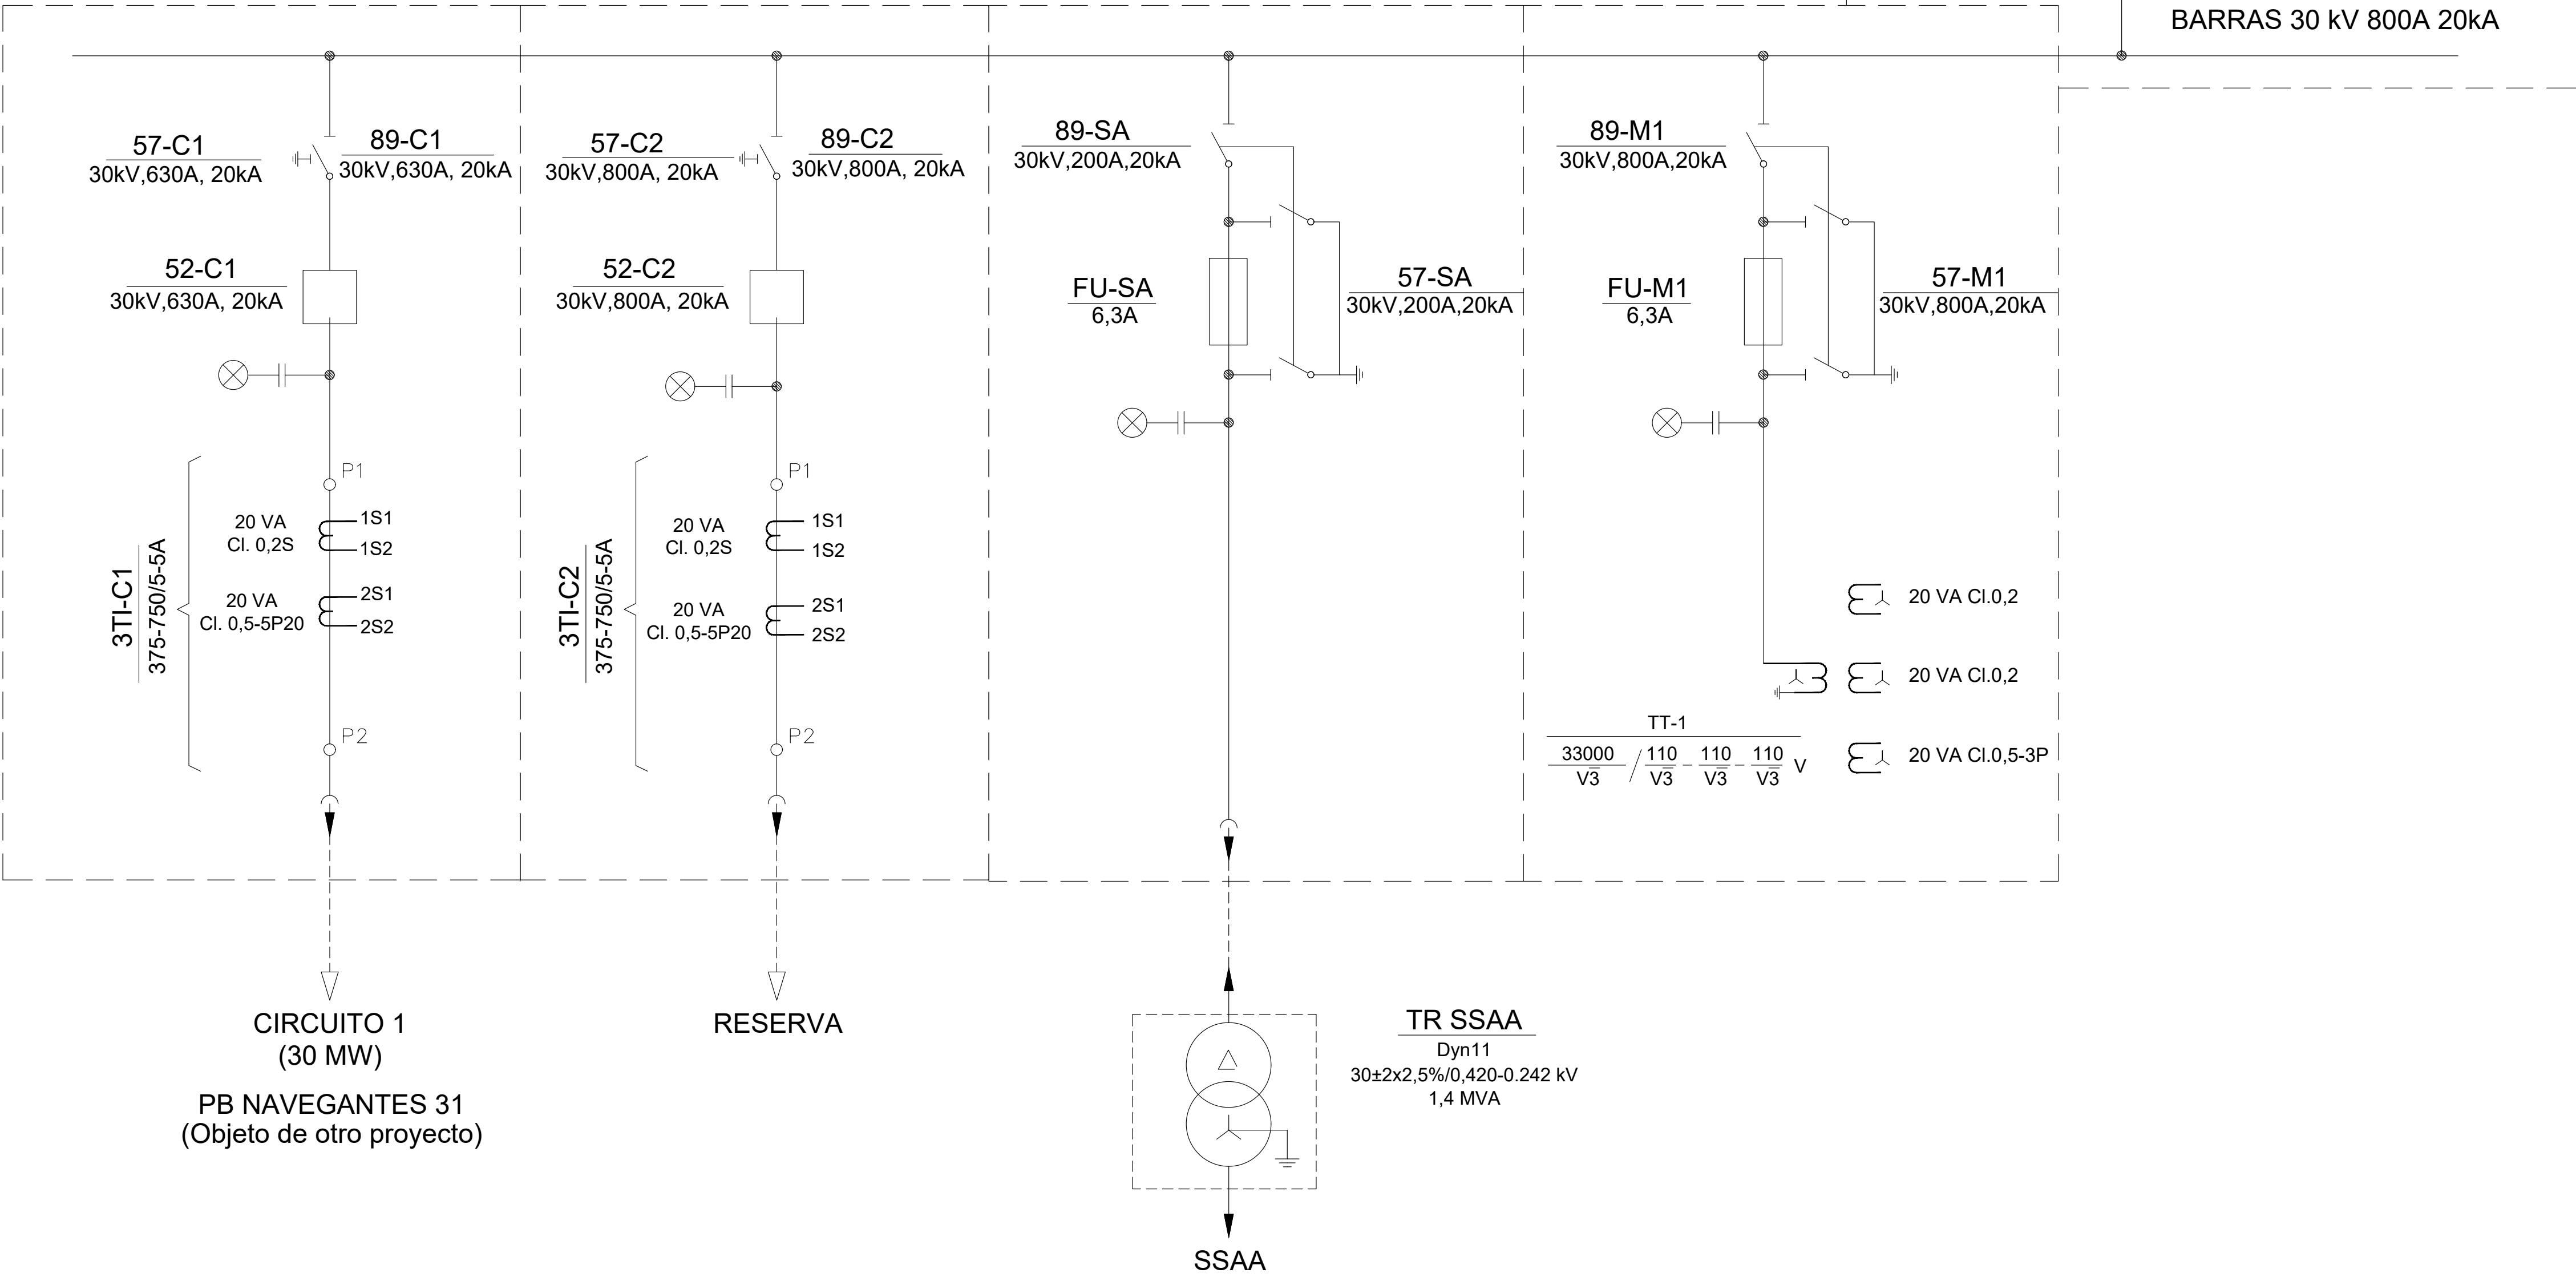 BARRAS 30 kV 800A 20kA
57-C1
30kV,630A, 20kA
89-C1
30kV,630A, 20kA
52-C1
30kV,630A, 20kA
P1
3TI-C1
375-750/5-5A
20 VA
Cl. 0,2S
1S1
1S2
20 VA
Cl. 0,5-5P20
2S1
2S2
P2
CIRCUITO 1
(30 MW)
PB NAVEGANTES 31
(Objeto de otro proyecto)
57-C2
30kV,800A, 20kA
89-C2
30kV,800A, 20kA
52-C2
30kV,800A, 20kA
P1
3TI-C2
375-750/5-5A
20 VA
Cl. 0,2S
1S1
1S2
20 VA
Cl. 0,5-5P20
2S1
2S2
P2
RESERVA
89-SA
30kV,200A,20kA
FU-SA
6,3A
57-SA
30kV,200A,20kA
TR SSAA
Dyn11
30±2x2,5%/0,420-0.242 kV
1,4 MVA
SSAA
89-M1
30kV,800A,20kA
FU-M1
6,3A
57-M1
30kV,800A,20kA
20 VA Cl.0,2
20 VA Cl.0,2
20 VA Cl.0,5-3P
TT-1
33000 / 110 - 110 - 110 V
V3 V3 V3 V3